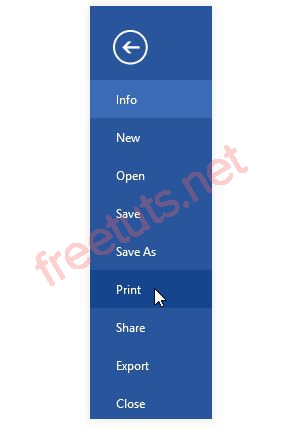 Info
New
Open
Save
Save As
Print
Share
Export
Close
freetuts.net